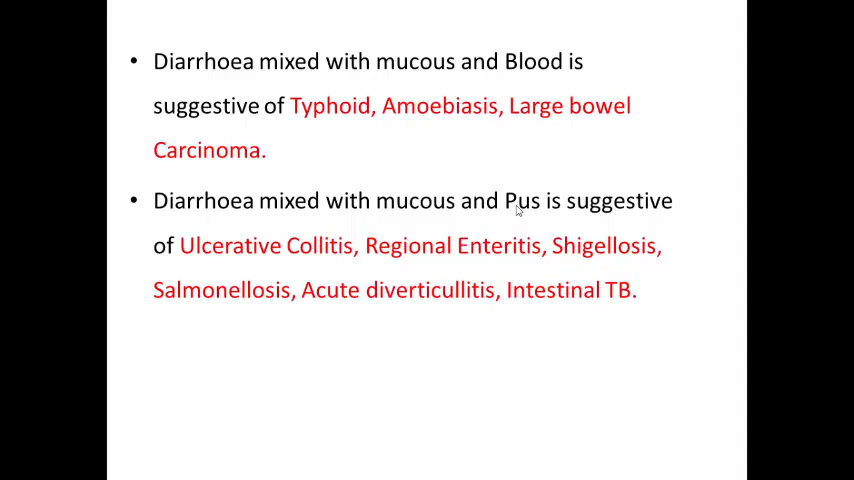 • Diarrhoea mixed with mucous and Blood is
suggestive of Typhoid, Amoebiasis, Large bowel
Carcinoma.
• Diarrhoea mixed with mucous and Pus is suggestive
of Ulcerative Collitis, Regional Enteritis, Shigellosis,
Salmonellosis, Acute diverticullitis, Intestinal TB.